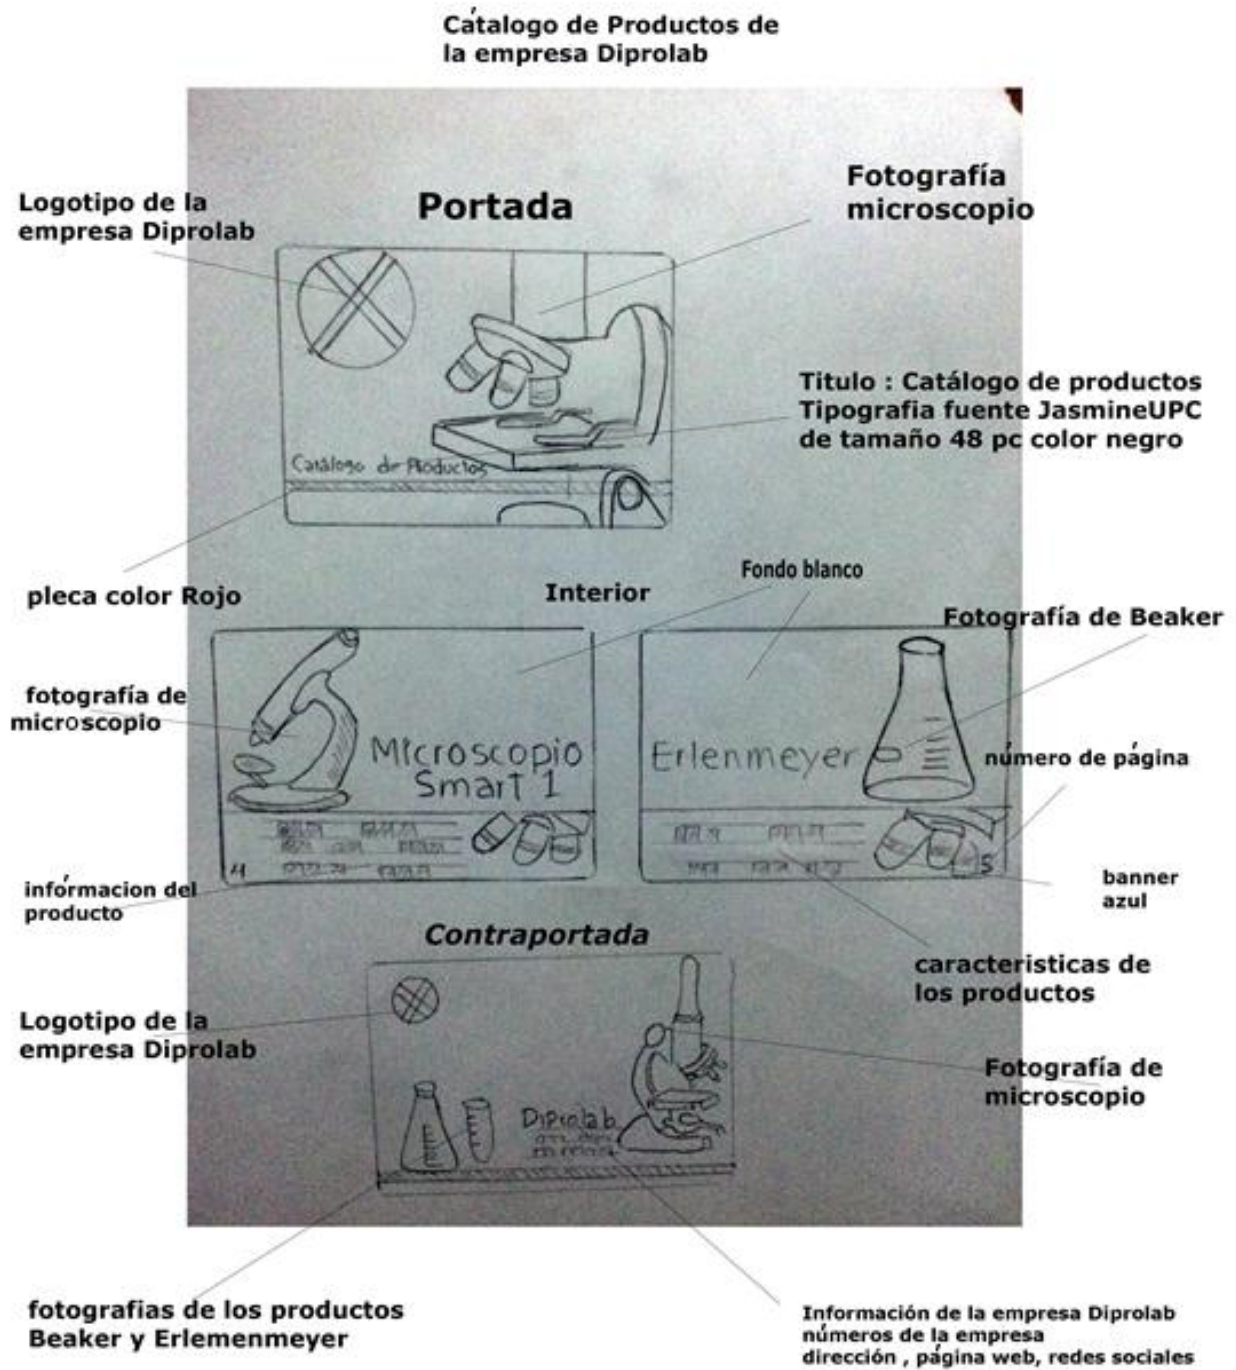 Cátalogo de Productos de
la empresa Diprolab
Portada
Fotografía
microscopio
Logotipo de la
empresa Diprolab
Titulo : Catálogo de productos
Tipografia fuente JasmineUPC
de tamaño 48 pc color negro
Catálogo de Productos
pleca color Rojo
Interior
Fondo blanco
Fotografía de Beaker
fotografía de
microscopio
Microscopio
Smart 1
Erlenmeyer
número de página
4
5
informacion del
producto
banner
azul
Contraportada
caracteristicas de
los productos
Logotipo de la
empresa Diprolab
Fotografía de
microscopio
Diprolab
fotografias de los productos
Beaker y Erlemenmeyer
Información de la empresa Diprolab
números de la empresa
dirección , página web, redes sociales